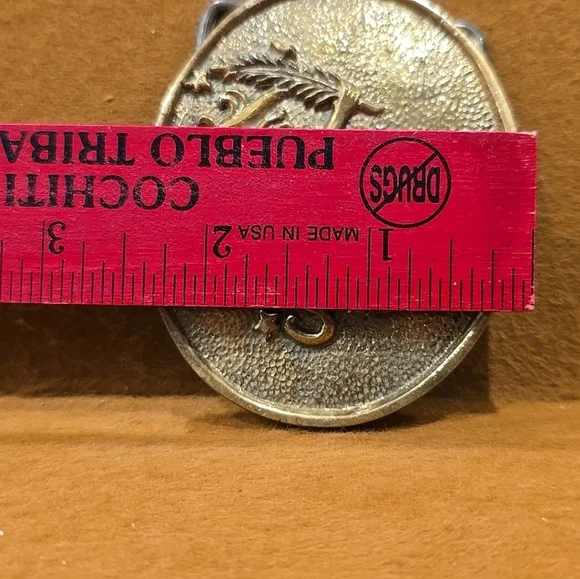 1 MADE IN USA 2 3
DRUGS
COCHITI
PUEBLO TRIBA